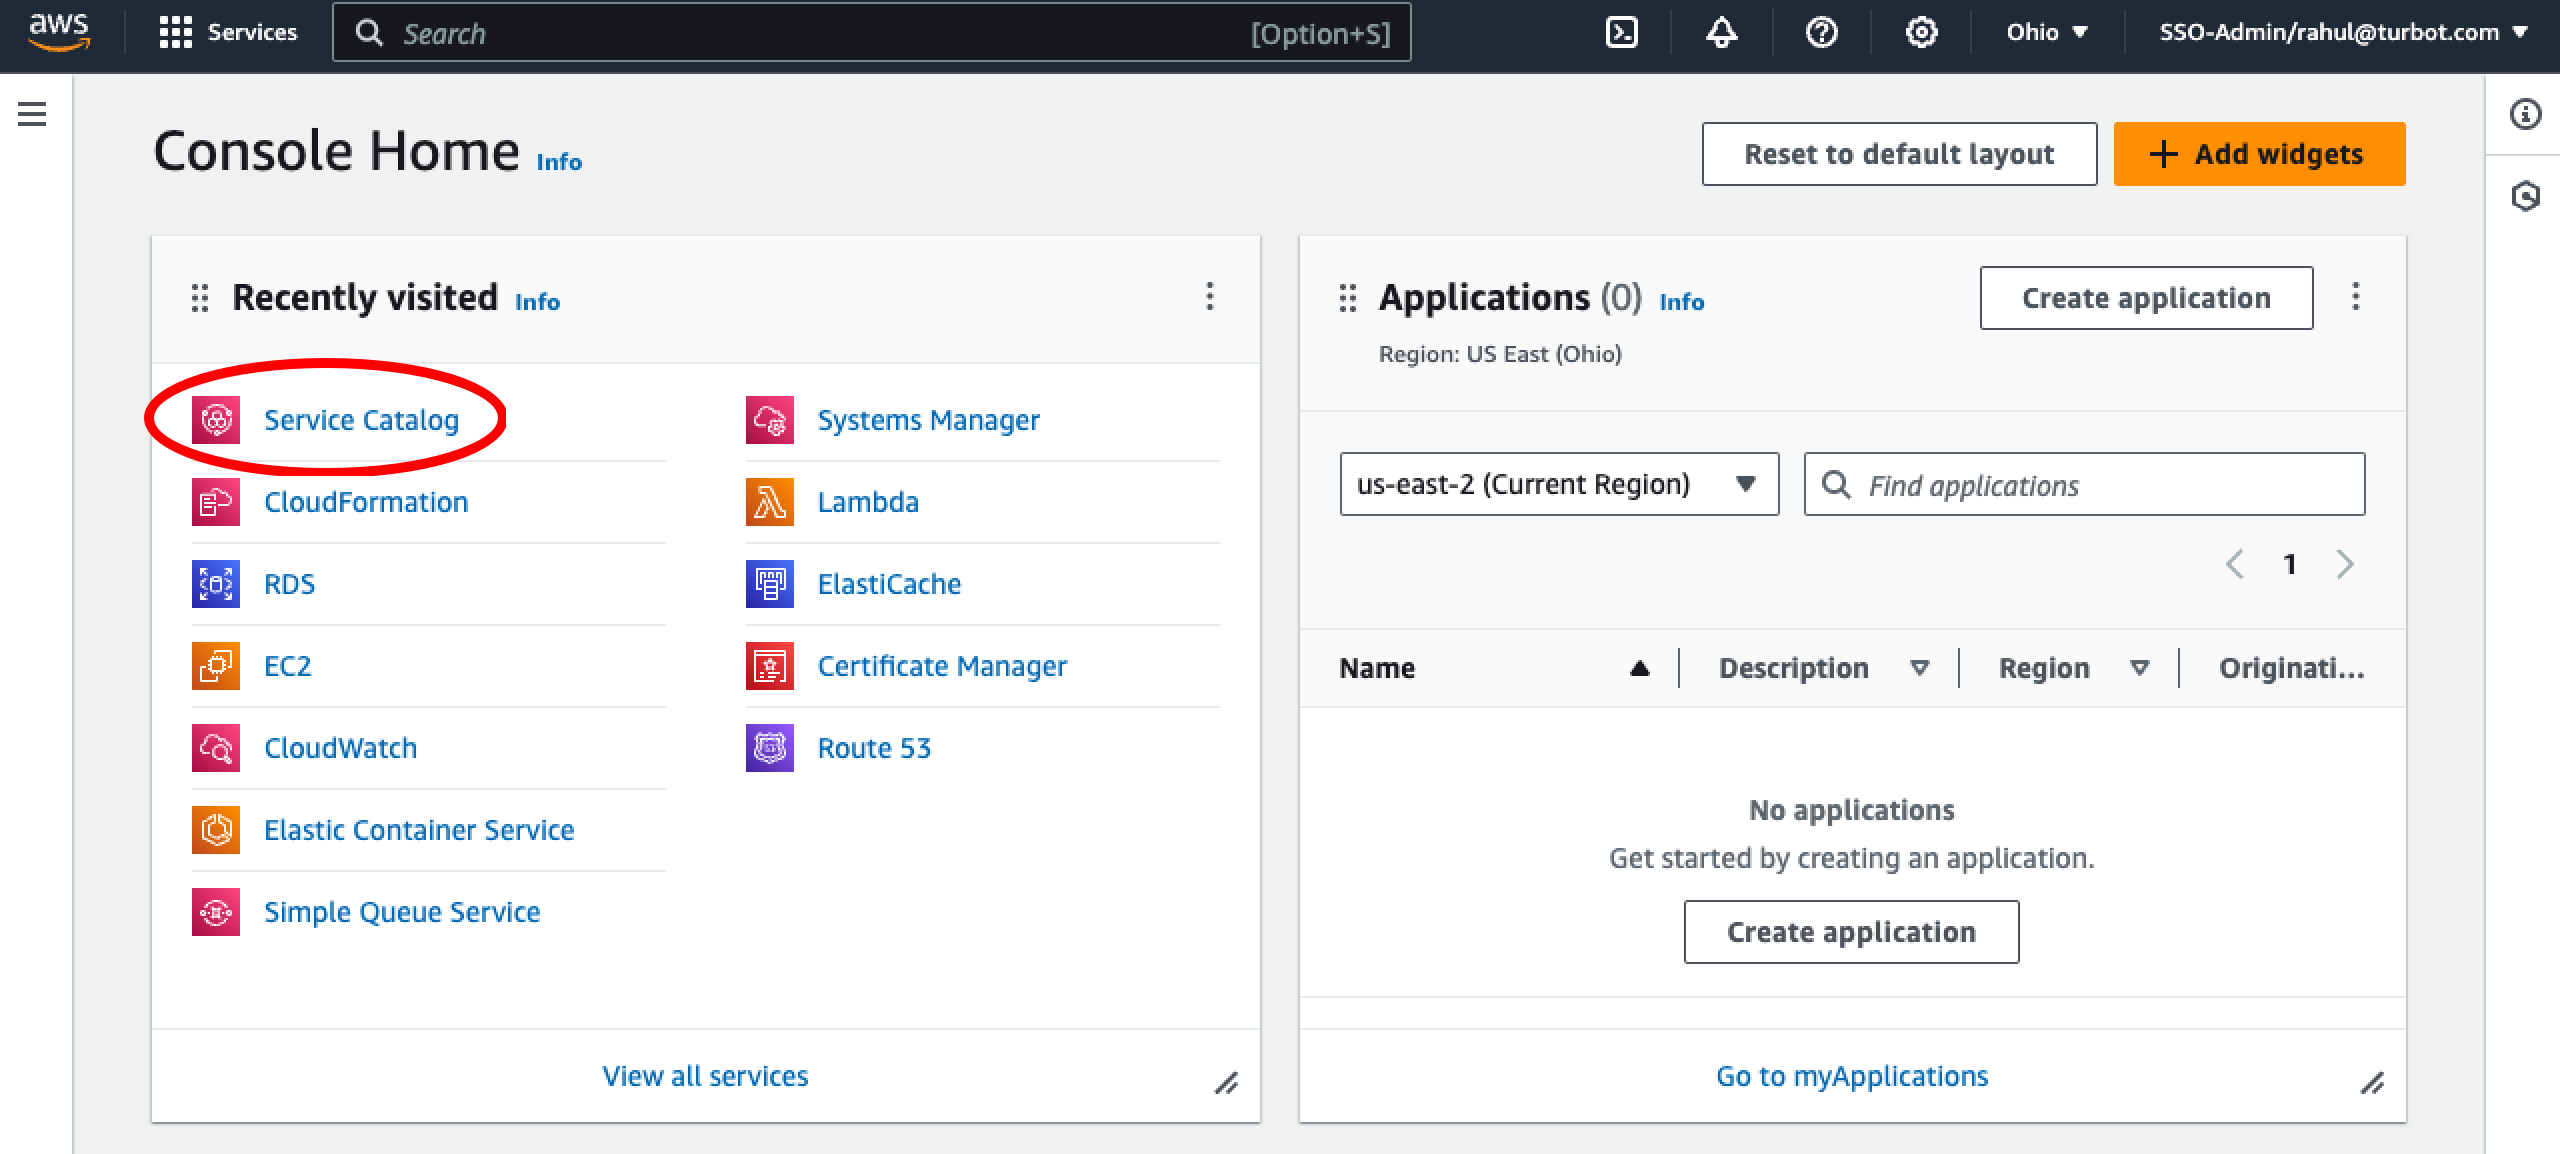 aws
Services
Search
[Option+S]
Ohio
SSO-Admin/rahul@turbot.com
Console Home Info
Reset to default layout
Add widgets
Recently visited Info
Service Catalog
CloudFormation
RDS
EC2
CloudWatch
Elastic Container Service
Simple Queue Service
Systems Manager
Lambda
ElastiCache
Certificate Manager
Route 53
View all services
Applications (0) Info
Create application
Region: US East (Ohio)
us-east-2 (Current Region)
Find applications
1
Name
Description
Region
Originati...
No applications
Get started by creating an application.
Create application
Go to myApplications